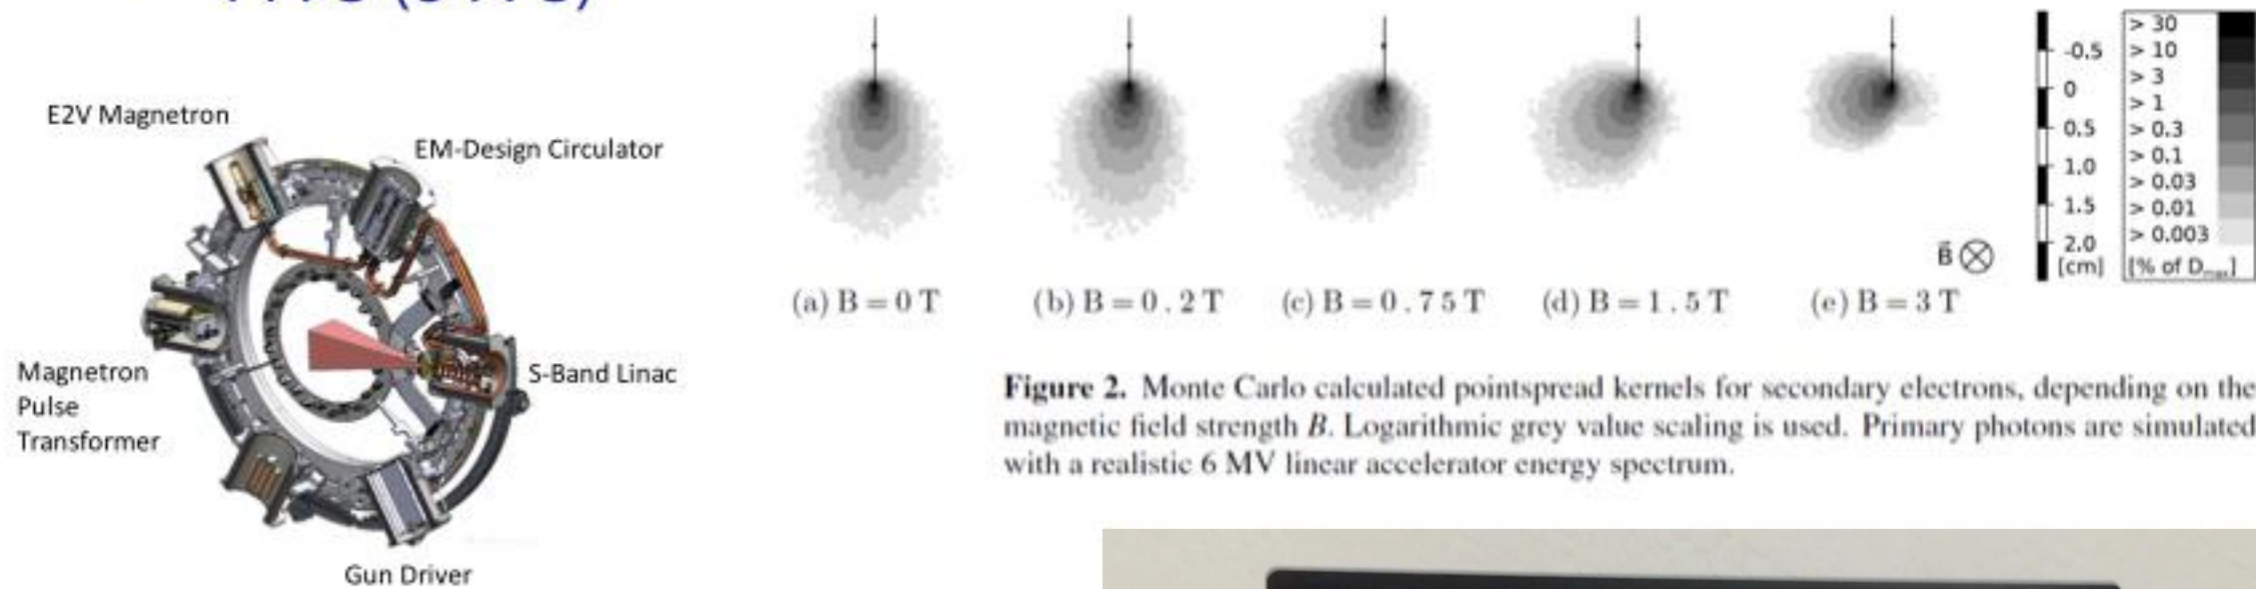 E2V Magnetron
EM-Design Circulator
Magnetron
Pulse
Transformer
S-Band Linac
Gun Driver
(a) B = 0 T
(b) B = 0 . 2 T
(c) B = 0 . 7 5 T
(d) B = 1 . 5 T
(e) B = 3 T
B
-0.5
0
0.5
1.0
1.5
2.0
[cm]
> 30
> 10
> 3
> 1
> 0.3
> 0.1
> 0.03
> 0.01
> 0.003
[% of Dmax]
Figure 2. Monte Carlo calculated pointspread kernels for secondary electrons, depending on the
magnetic field strength B. Logarithmic grey value scaling is used. Primary photons are simulated
with a realistic 6 MV linear accelerator energy spectrum.